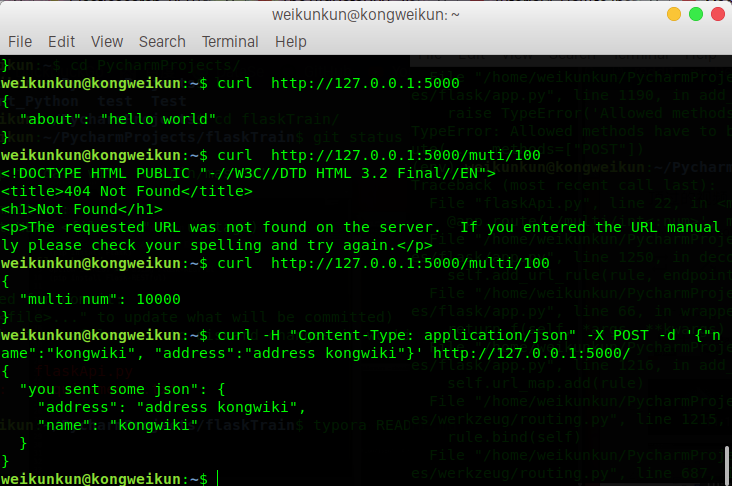 weikunkun@kongweikun: ~
File Edit View Search Terminal Help
}
weikunkun@kongweikun:~$ curl  http://127.0.0.1:5000
{
  "about": "hello world"
}
weikunkun@kongweikun:~$ curl  http://127.0.0.1:5000/muti/100
<!DOCTYPE HTML PUBLIC "-//W3C//DTD HTML 3.2 Final//EN">
<title>404 Not Found</title>
<h1>Not Found</h1>
<p>The requested URL was not found on the server.  If you entered the URL manual
ly please check your spelling and try again.</p>
weikunkun@kongweikun:~$ curl  http://127.0.0.1:5000/multi/100
{
  "multi num": 10000
}
weikunkun@kongweikun:~$ curl -H "Content-Type: application/json" -X POST -d '{"n
ame":"kongwiki", "address":"address kongwiki"}' http://127.0.0.1:5000/
{
  "you sent some json": {
    "address": "address kongwiki",
    "name": "kongwiki"
  }
}
weikunkun@kongweikun:~$